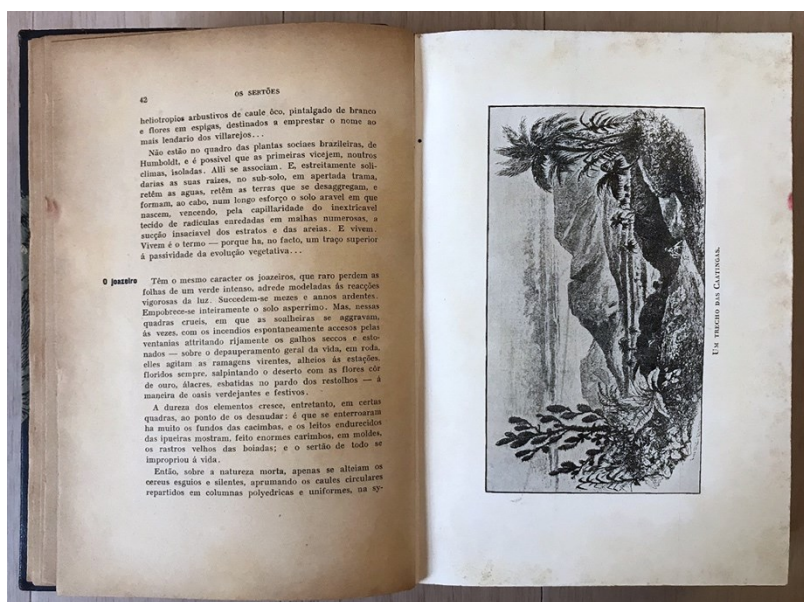 42
OS SERTÕES
heliotropios arbustivos de caule ôco, pintalgado de branco
e flores em espigas, destinados a emprestar o nome ao
mais lendario dos villarejos...
Não estão no quadro das plantas sociaes brazileiras, de
Humboldt, e é possivel que as primeiras vicejem, noutros
climas, isoladas. Alli se associam. E, estreitamente soli-
darias as suas raizes, no sub-solo, em apertada trama,
retêm as aguas, retêm as terras que se desaggregam, e
formam, ao cabo, num longo esforço o solo aravel em que
nascem, vencendo, pela capillaridade do inextricavel
tecido de radiculas enredadas em malhas numerosas, a
sucção insaciavel dos estratos e das areias. E vivem.
Vivem é o termo — porque ha, no facto, um traço superior
á passividade da evolução vegetativa...
O joazeiro
Têm o mesmo caracter os joazeiros, que raro perdem as
folhas de um verde intenso, adrede modeladas ás reacções
vigorosas da luz. Succedem-se mezes e annos ardentes.
Empobrece-se inteiramente o solo asperrimo. Mas, nessas
quadras crueis, em que as soalheiras se aggravam,
ás vezes, com os incendios espontaneamente accesos pelas
ventanias attritando rijamente os galhos seccos e esto-
nados — sobre o depauperamento geral da vida, em roda,
elles agitam as ramagens virentes, alheios ás estações,
floridos sempre, salpintando o deserto com as flores côr
de ouro, álacres, esbatidas no pardo dos restolhos — á
maneira de oasis verdejantes e festivos.
A dureza dos elementos cresce, entretanto, em certas
quadras, ao ponto de os desnudar: é que se enterroaram
ha muito os fundos das cacimbas, e os leitos endurecidos
das ipueiras mostram, feito enormes carimbos, em moldes,
os rastros velhos das boiadas; e o sertão de todo se
impropriou á vida.
Então, sobre a natureza morta, apenas se alteiam os
cereus esguios e silentes, aprumando os caules circulares
repartidos em columnas polyedricas e uniformes, na sy-
UM TRECHO DAS CAATINGAS.